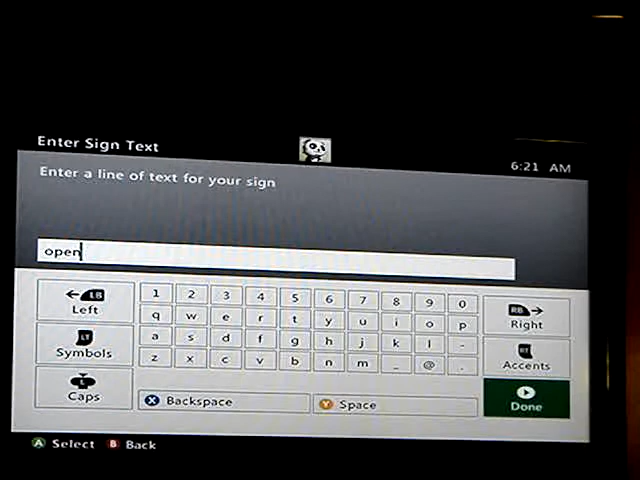 Enter Sign Text
6:21 AM
Enter a line of text for your sign
open
LB
Left
1 2 3 4 5 6 7 8 9 0
RB
Right
q w e r t y u i o p
LT
Symbols
a s d f g h j k l -
RT
Accents
z x c v b n m _ @ .
L
Caps
X Backspace
Y Space
Done
A Select B Back